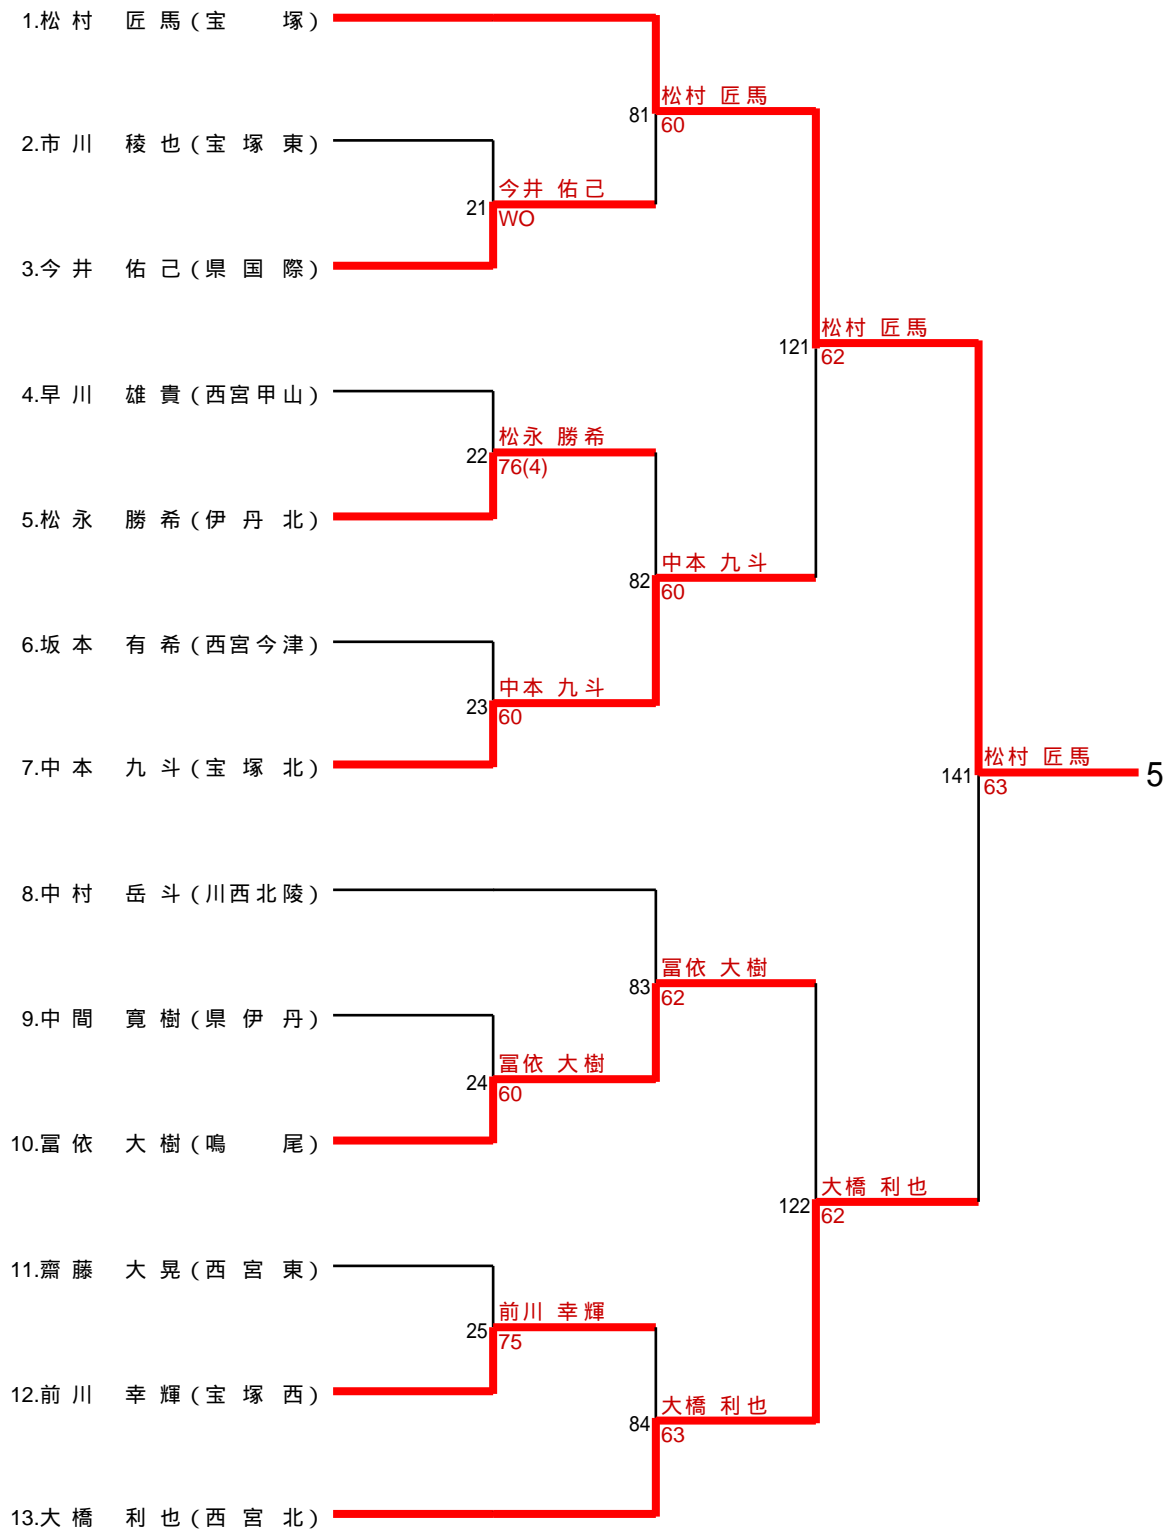 1.松村 匠馬(宝 塚)
松村 匠馬
81
60
2.市川 稜也(宝塚東)
今井 佑己
21
WO
3.今井 佑己(県国際)
松村 匠馬
121
62
4.早川 雄貴(西宮甲山)
松永 勝希
22
76(4)
5.松永 勝希(伊丹北)
中本 九斗
82
60
6.坂本 有希(西宮今津)
中本 九斗
23
60
7.中本 九斗(宝塚北)
松村 匠馬
141
63
5
8.中村 岳斗(川西北陵)
冨依 大樹
83
62
9.中間 寛樹(県伊丹)
冨依 大樹
24
60
10.冨依 大樹(鳴 尾)
大橋 利也
122
62
11.齋藤 大晃(西宮東)
前川 幸輝
25
75
12.前川 幸輝(宝塚西)
大橋 利也
84
63
13.大橋 利也(西宮北)